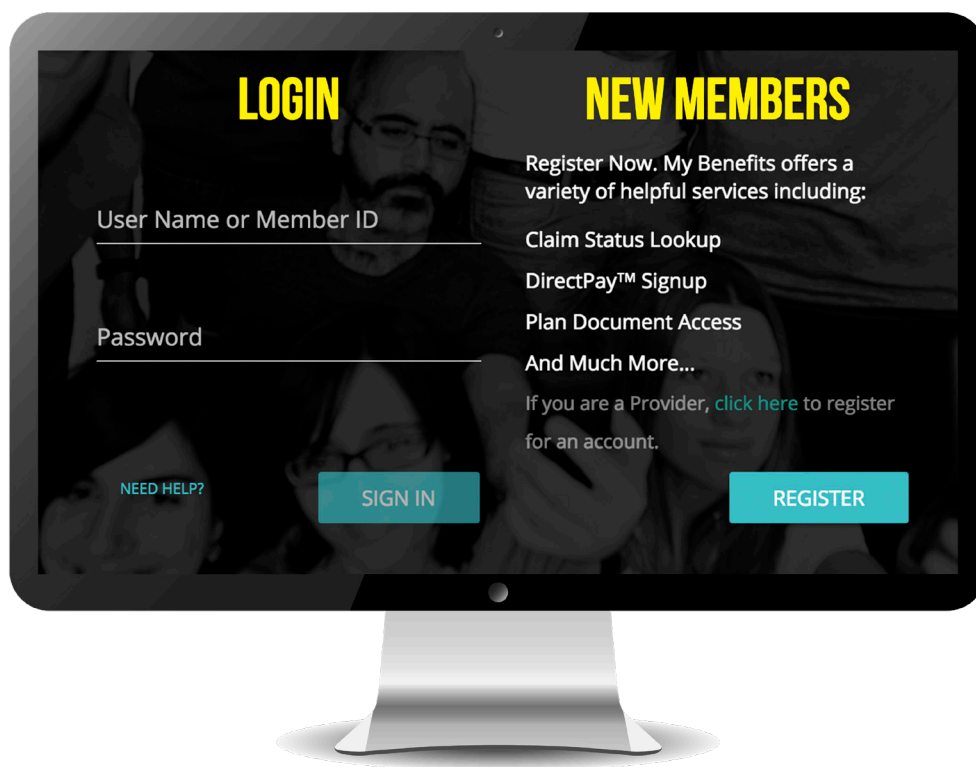 LOGIN
User Name or Member ID
Password
NEED HELP?
SIGN IN
NEW MEMBERS
Register Now. My Benefits offers a
variety of helpful services including:
Claim Status Lookup
DirectPay™ Signup
Plan Document Access
And Much More...
If you are a Provider, click here to register
for an account.
REGISTER